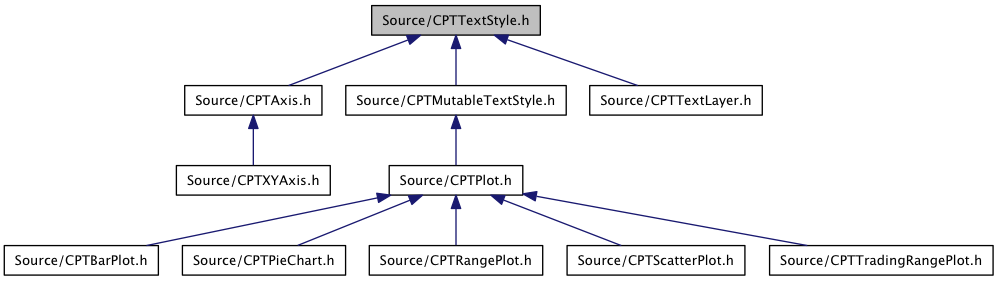 Source/CPTTextStyle.h
Source/CPTAxis.h
Source/CPTMutableTextStyle.h
Source/CPTTextLayer.h
Source/CPTXYAxis.h
Source/CPTPlot.h
Source/CPTBarPlot.h
Source/CPTPieChart.h
Source/CPTRangePlot.h
Source/CPTScatterPlot.h
Source/CPTTradingRangePlot.h